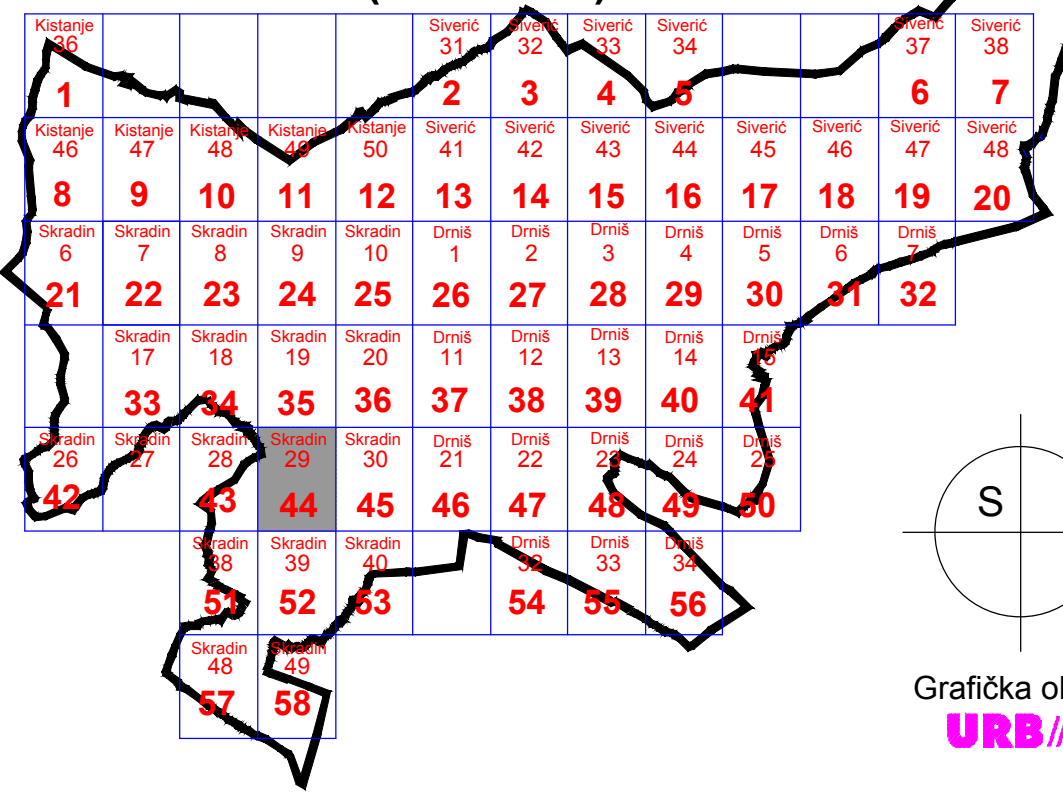 Kistanje Siverić Siverić Siverić Siverić Siverić Siverić
36 31 32 33 34 37 38
1 2 3 4 5 6 7
Kistanje Kistanje Kistanje Kistanje Kistanje Siverić Siverić Siverić Siverić Siverić Siverić Siverić Siverić
46 47 48 49 50 41 42 43 44 45 46 47 48
8 9 10 11 12 13 14 15 16 17 18 19 20
Skradin Skradin Skradin Skradin Skradin Drniš Drniš Drniš Drniš Drniš Drniš Drniš
6 7 8 9 10 1 2 3 4 5 6 7
21 22 23 24 25 26 27 28 29 30 31 32
Skradin Skradin Skradin Skradin Drniš Drniš Drniš Drniš Drniš
17 18 19 20 11 12 13 14 15
33 34 35 36 37 38 39 40 41
Skradin Skradin Skradin Skradin Skradin Drniš Drniš Drniš Drniš Drniš
26 27 28 29 30 21 22 23 24 25
42 43 44 45 46 47 48 49 50
Skradin Skradin Skradin Drniš Drniš Drniš
38 39 40 32 33 34
51 52 53 54 55 56
Skradin Skradin
48 49
57 58
S
Grafička
URB//